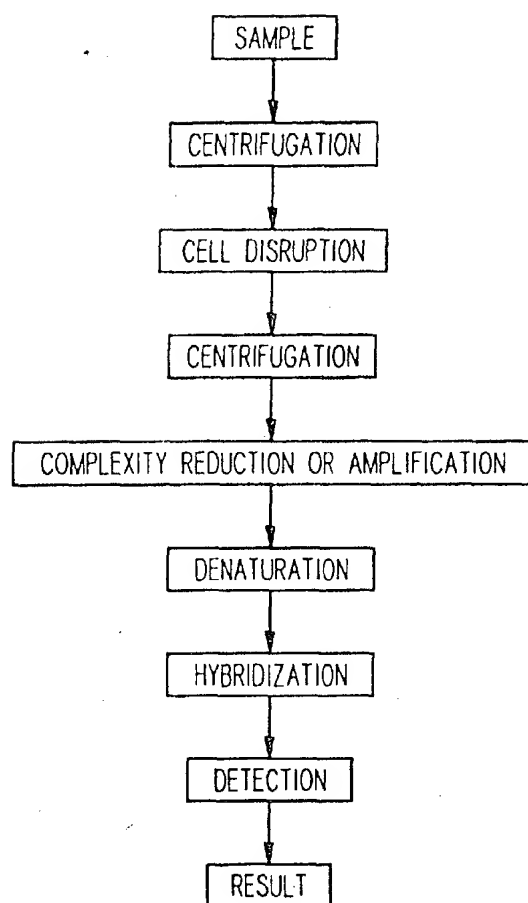 SAMPLE
CENTRIFUGATION
CELL DISRUPTION
CENTRIFUGATION
COMPLEXITY REDUCTION OR AMPLIFICATION
DENATURATION
HYBRIDIZATION
DETECTION
RESULT